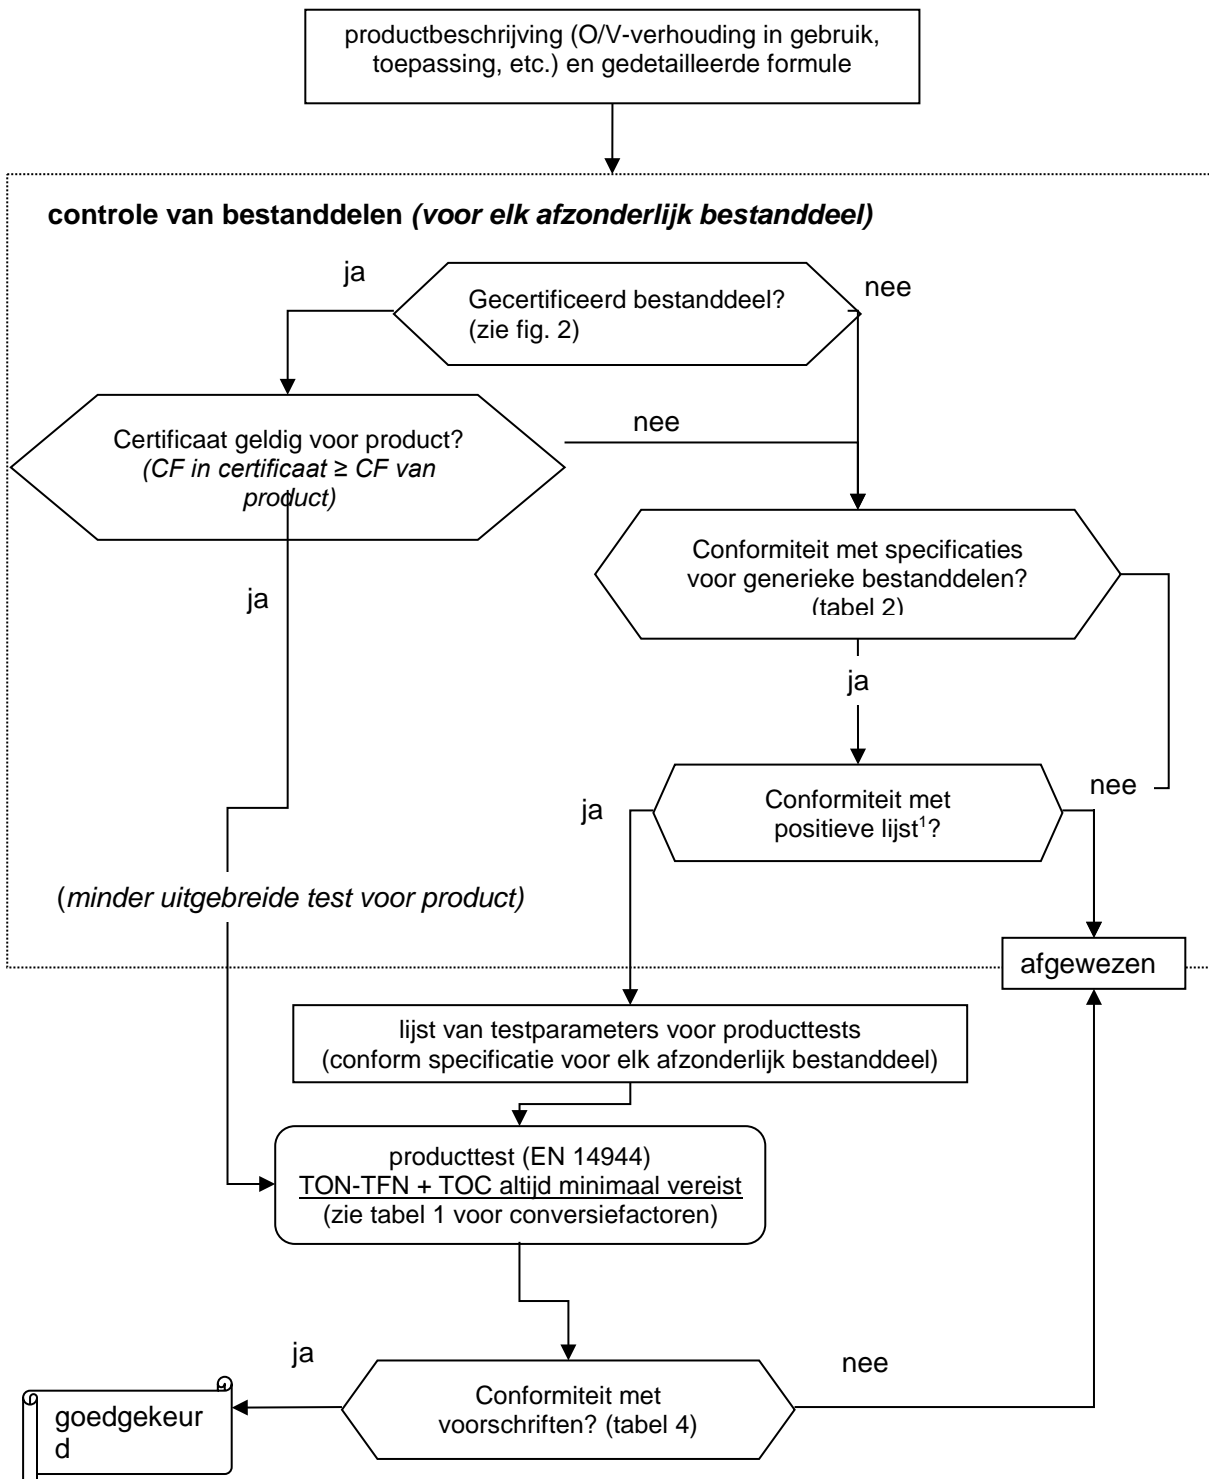 productbeschrijving (O/V-verhouding in gebruik,
toepassing, etc.) en gedetailleerde formule
controle van bestanddelen (voor elk afzonderlijk bestanddeel)
ja
Gecertificeerd bestanddeel?
(zie fig. 2)
nee
Certificaat geldig voor product?
(CF in certificaat ≥ CF van
product)
nee
Conformiteit met specificaties
voor generieke bestanddelen?
(tabel 2)
ja
ja
Conformiteit met
positieve lijst¹?
ja
nee
(minder uitgebreide test voor product)
afgewezen
lijst van testparameters voor producttests
(conform specificatie voor elk afzonderlijk bestanddeel)
producttest (EN 14944)
TON-TFN + TOC altijd minimaal vereist
(zie tabel 1 voor conversiefactoren)
ja
nee
Conformiteit met
voorschriften? (tabel 4)
goedgekeur
d